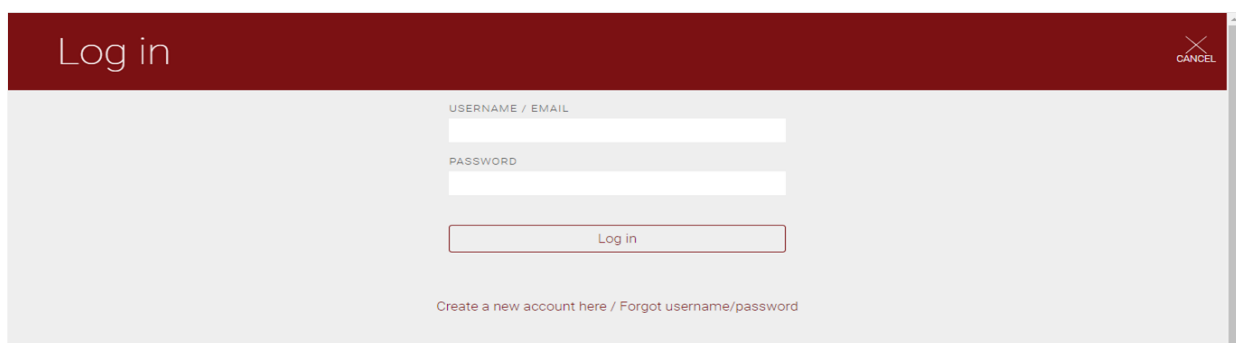 Log in
CANCEL
USERNAME / EMAIL
PASSWORD
Log in
Create a new account here / Forgot username/password